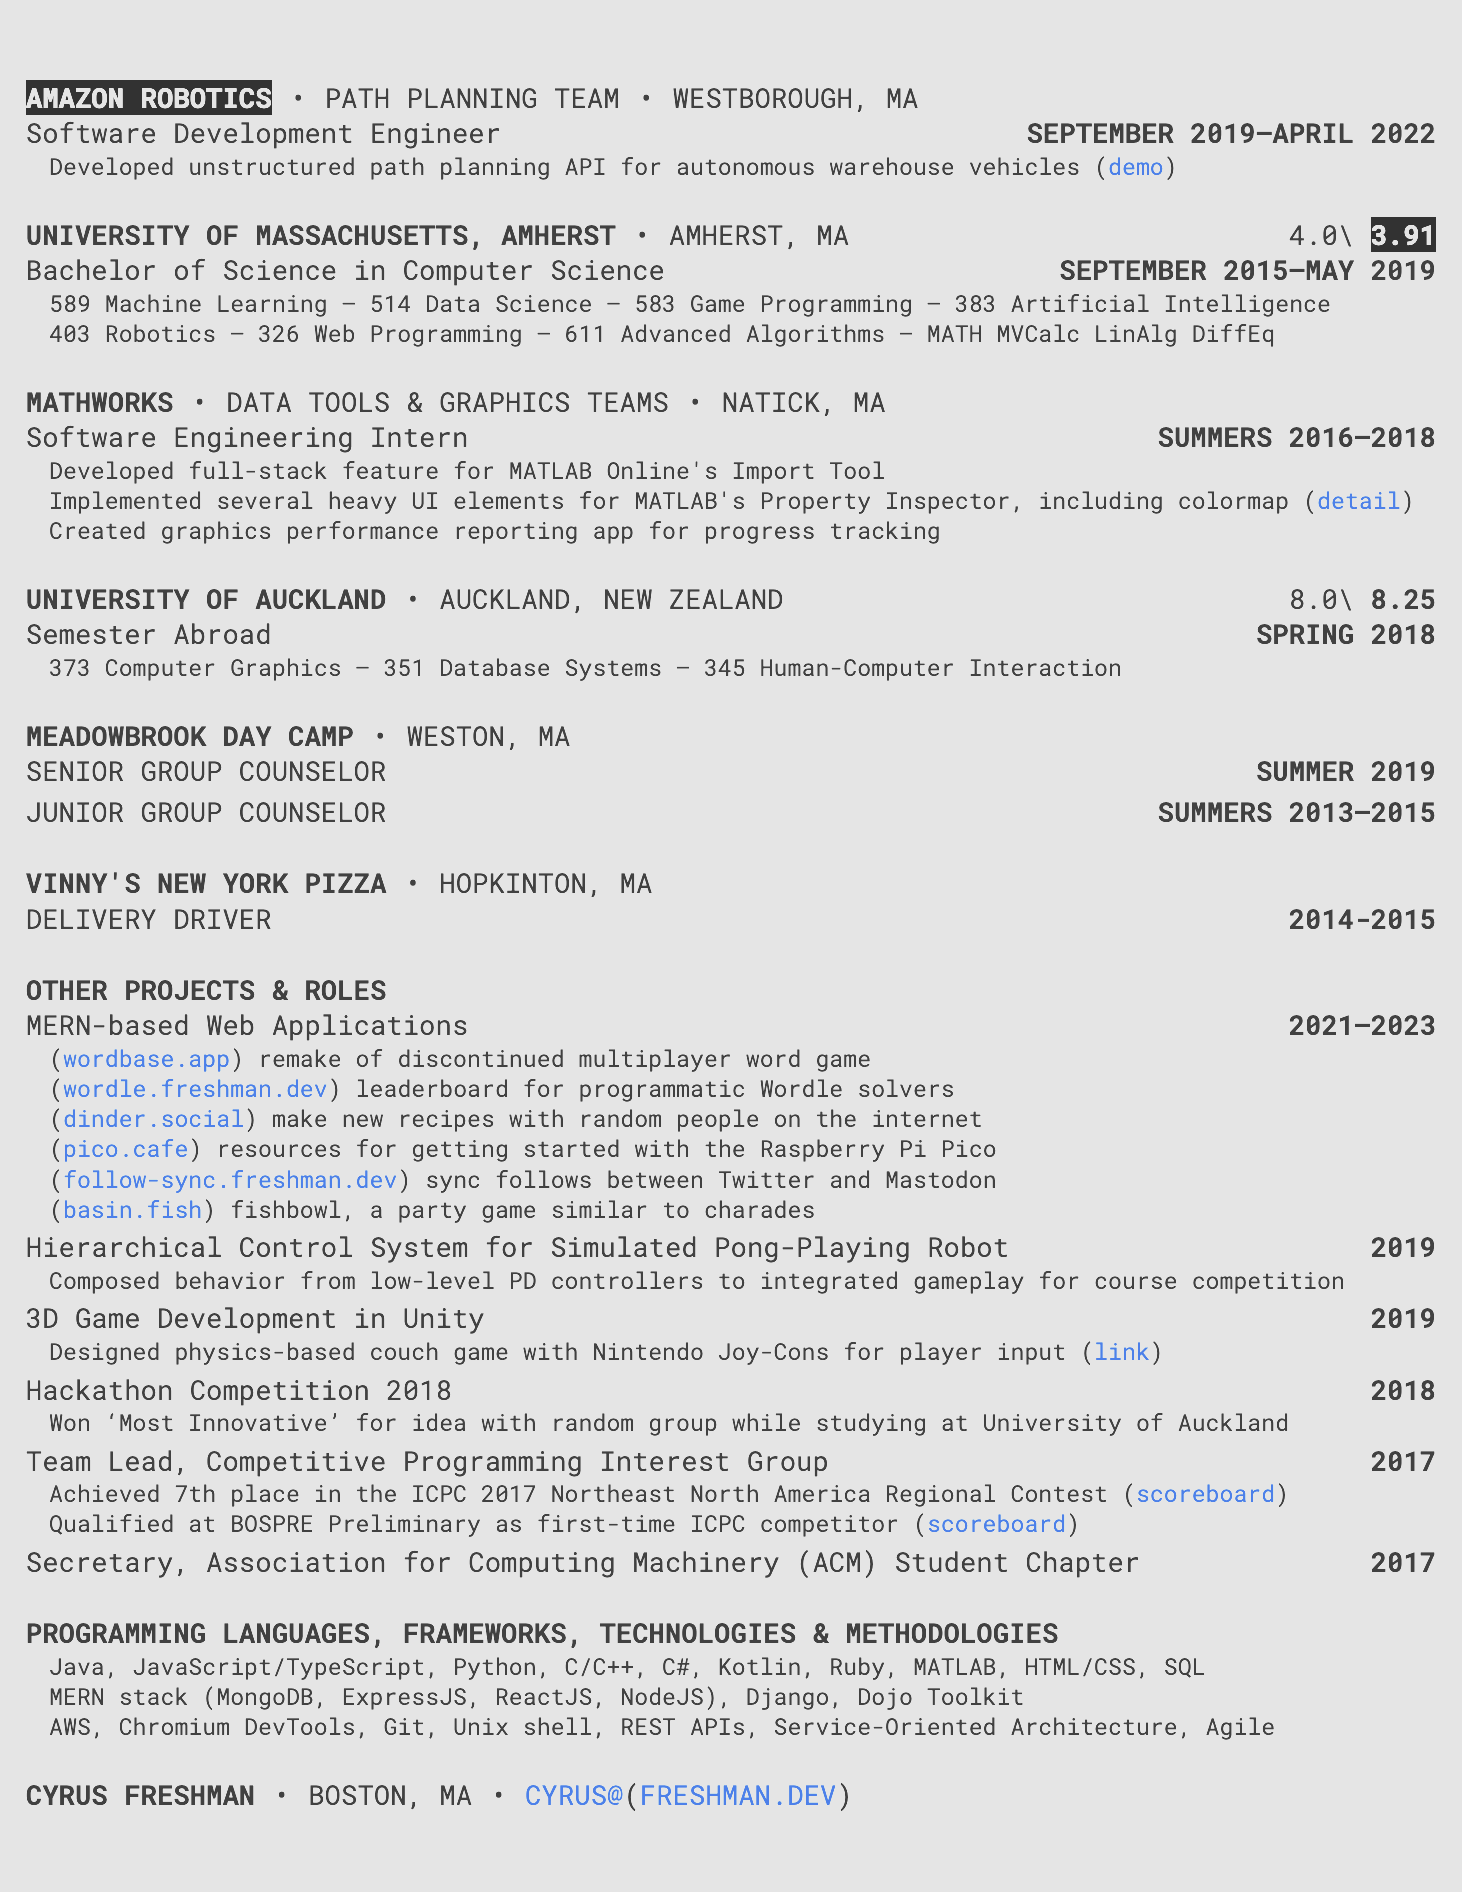 AMAZON ROBOTICS • PATH PLANNING TEAM • WESTBOROUGH, MA
Software Development Engineer SEPTEMBER 2019–APRIL 2022
Developed unstructured path planning API for autonomous warehouse vehicles (demo)
UNIVERSITY OF MASSACHUSETTS, AMHERST • AMHERST, MA 4.0\ 3.91
Bachelor of Science in Computer Science SEPTEMBER 2015–MAY 2019
589 Machine Learning – 514 Data Science – 583 Game Programming – 383 Artificial Intelligence
403 Robotics – 326 Web Programming – 611 Advanced Algorithms – MATH MVCalc LinAlg DiffEq
MATHWORKS • DATA TOOLS & GRAPHICS TEAMS • NATICK, MA
Software Engineering Intern SUMMERS 2016–2018
Developed full-stack feature for MATLAB Online's Import Tool
Implemented several heavy UI elements for MATLAB's Property Inspector, including colormap (detail)
Created graphics performance reporting app for progress tracking
UNIVERSITY OF AUCKLAND • AUCKLAND, NEW ZEALAND 8.0\ 8.25
Semester Abroad SPRING 2018
373 Computer Graphics – 351 Database Systems – 345 Human-Computer Interaction
MEADOWBROOK DAY CAMP • WESTON, MA
SENIOR GROUP COUNSELOR SUMMER 2019
JUNIOR GROUP COUNSELOR SUMMERS 2013–2015
VINNY'S NEW YORK PIZZA • HOPKINTON, MA
DELIVERY DRIVER 2014-2015
OTHER PROJECTS & ROLES
MERN-based Web Applications 2021–2023
(wordbase.app) remake of discontinued multiplayer word game
(wordle.freshman.dev) leaderboard for programmatic Wordle solvers
(dinder.social) make new recipes with random people on the internet
(pico.cafe) resources for getting started with the Raspberry Pi Pico
(follow-sync.freshman.dev) sync follows between Twitter and Mastodon
(basin.fish) fishbowl, a party game similar to charades
Hierarchical Control System for Simulated Pong-Playing Robot 2019
Composed behavior from low-level PD controllers to integrated gameplay for course competition
3D Game Development in Unity 2019
Designed physics-based couch game with Nintendo Joy-Cons for player input (link)
Hackathon Competition 2018 2018
Won ‘Most Innovative’ for idea with random group while studying at University of Auckland
Team Lead, Competitive Programming Interest Group 2017
Achieved 7th place in the ICPC 2017 Northeast North America Regional Contest (scoreboard)
Qualified at BOSPRE Preliminary as first-time ICPC competitor (scoreboard)
Secretary, Association for Computing Machinery (ACM) Student Chapter 2017
PROGRAMMING LANGUAGES, FRAMEWORKS, TECHNOLOGIES & METHODOLOGIES
Java, JavaScript/TypeScript, Python, C/C++, C#, Kotlin, Ruby, MATLAB, HTML/CSS, SQL
MERN stack (MongoDB, ExpressJS, ReactJS, NodeJS), Django, Dojo Toolkit
AWS, Chromium DevTools, Git, Unix shell, REST APIs, Service-Oriented Architecture, Agile
CYRUS FRESHMAN • BOSTON, MA • CYRUS@(FRESHMAN.DEV)